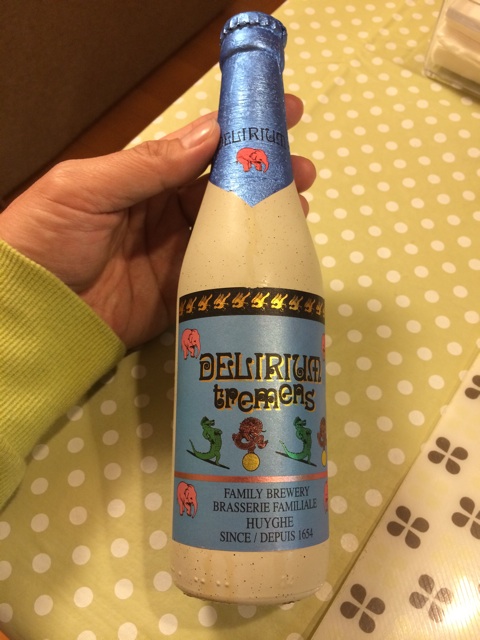 DELIRIUM
DELIRIUM
tremens
FAMILY BREWERY
BRASSERIE FAMILIALE
HUYGHE
SINCE / DEPUIS 1654